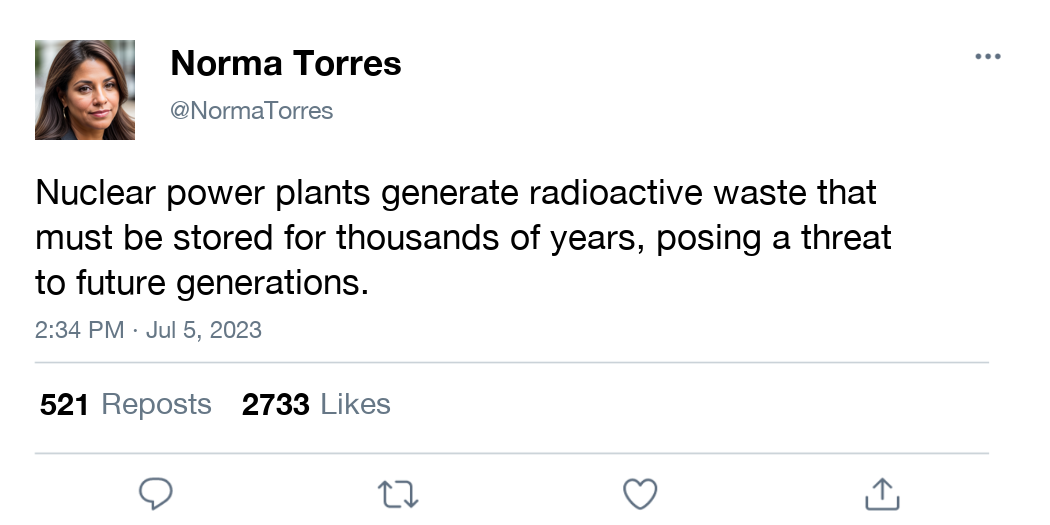 Norma Torres
@NormaTorres
Nuclear power plants generate radioactive waste that
must be stored for thousands of years, posing a threat
to future generations.
2:34 PM · Jul 5, 2023
521 Reposts 2733 Likes